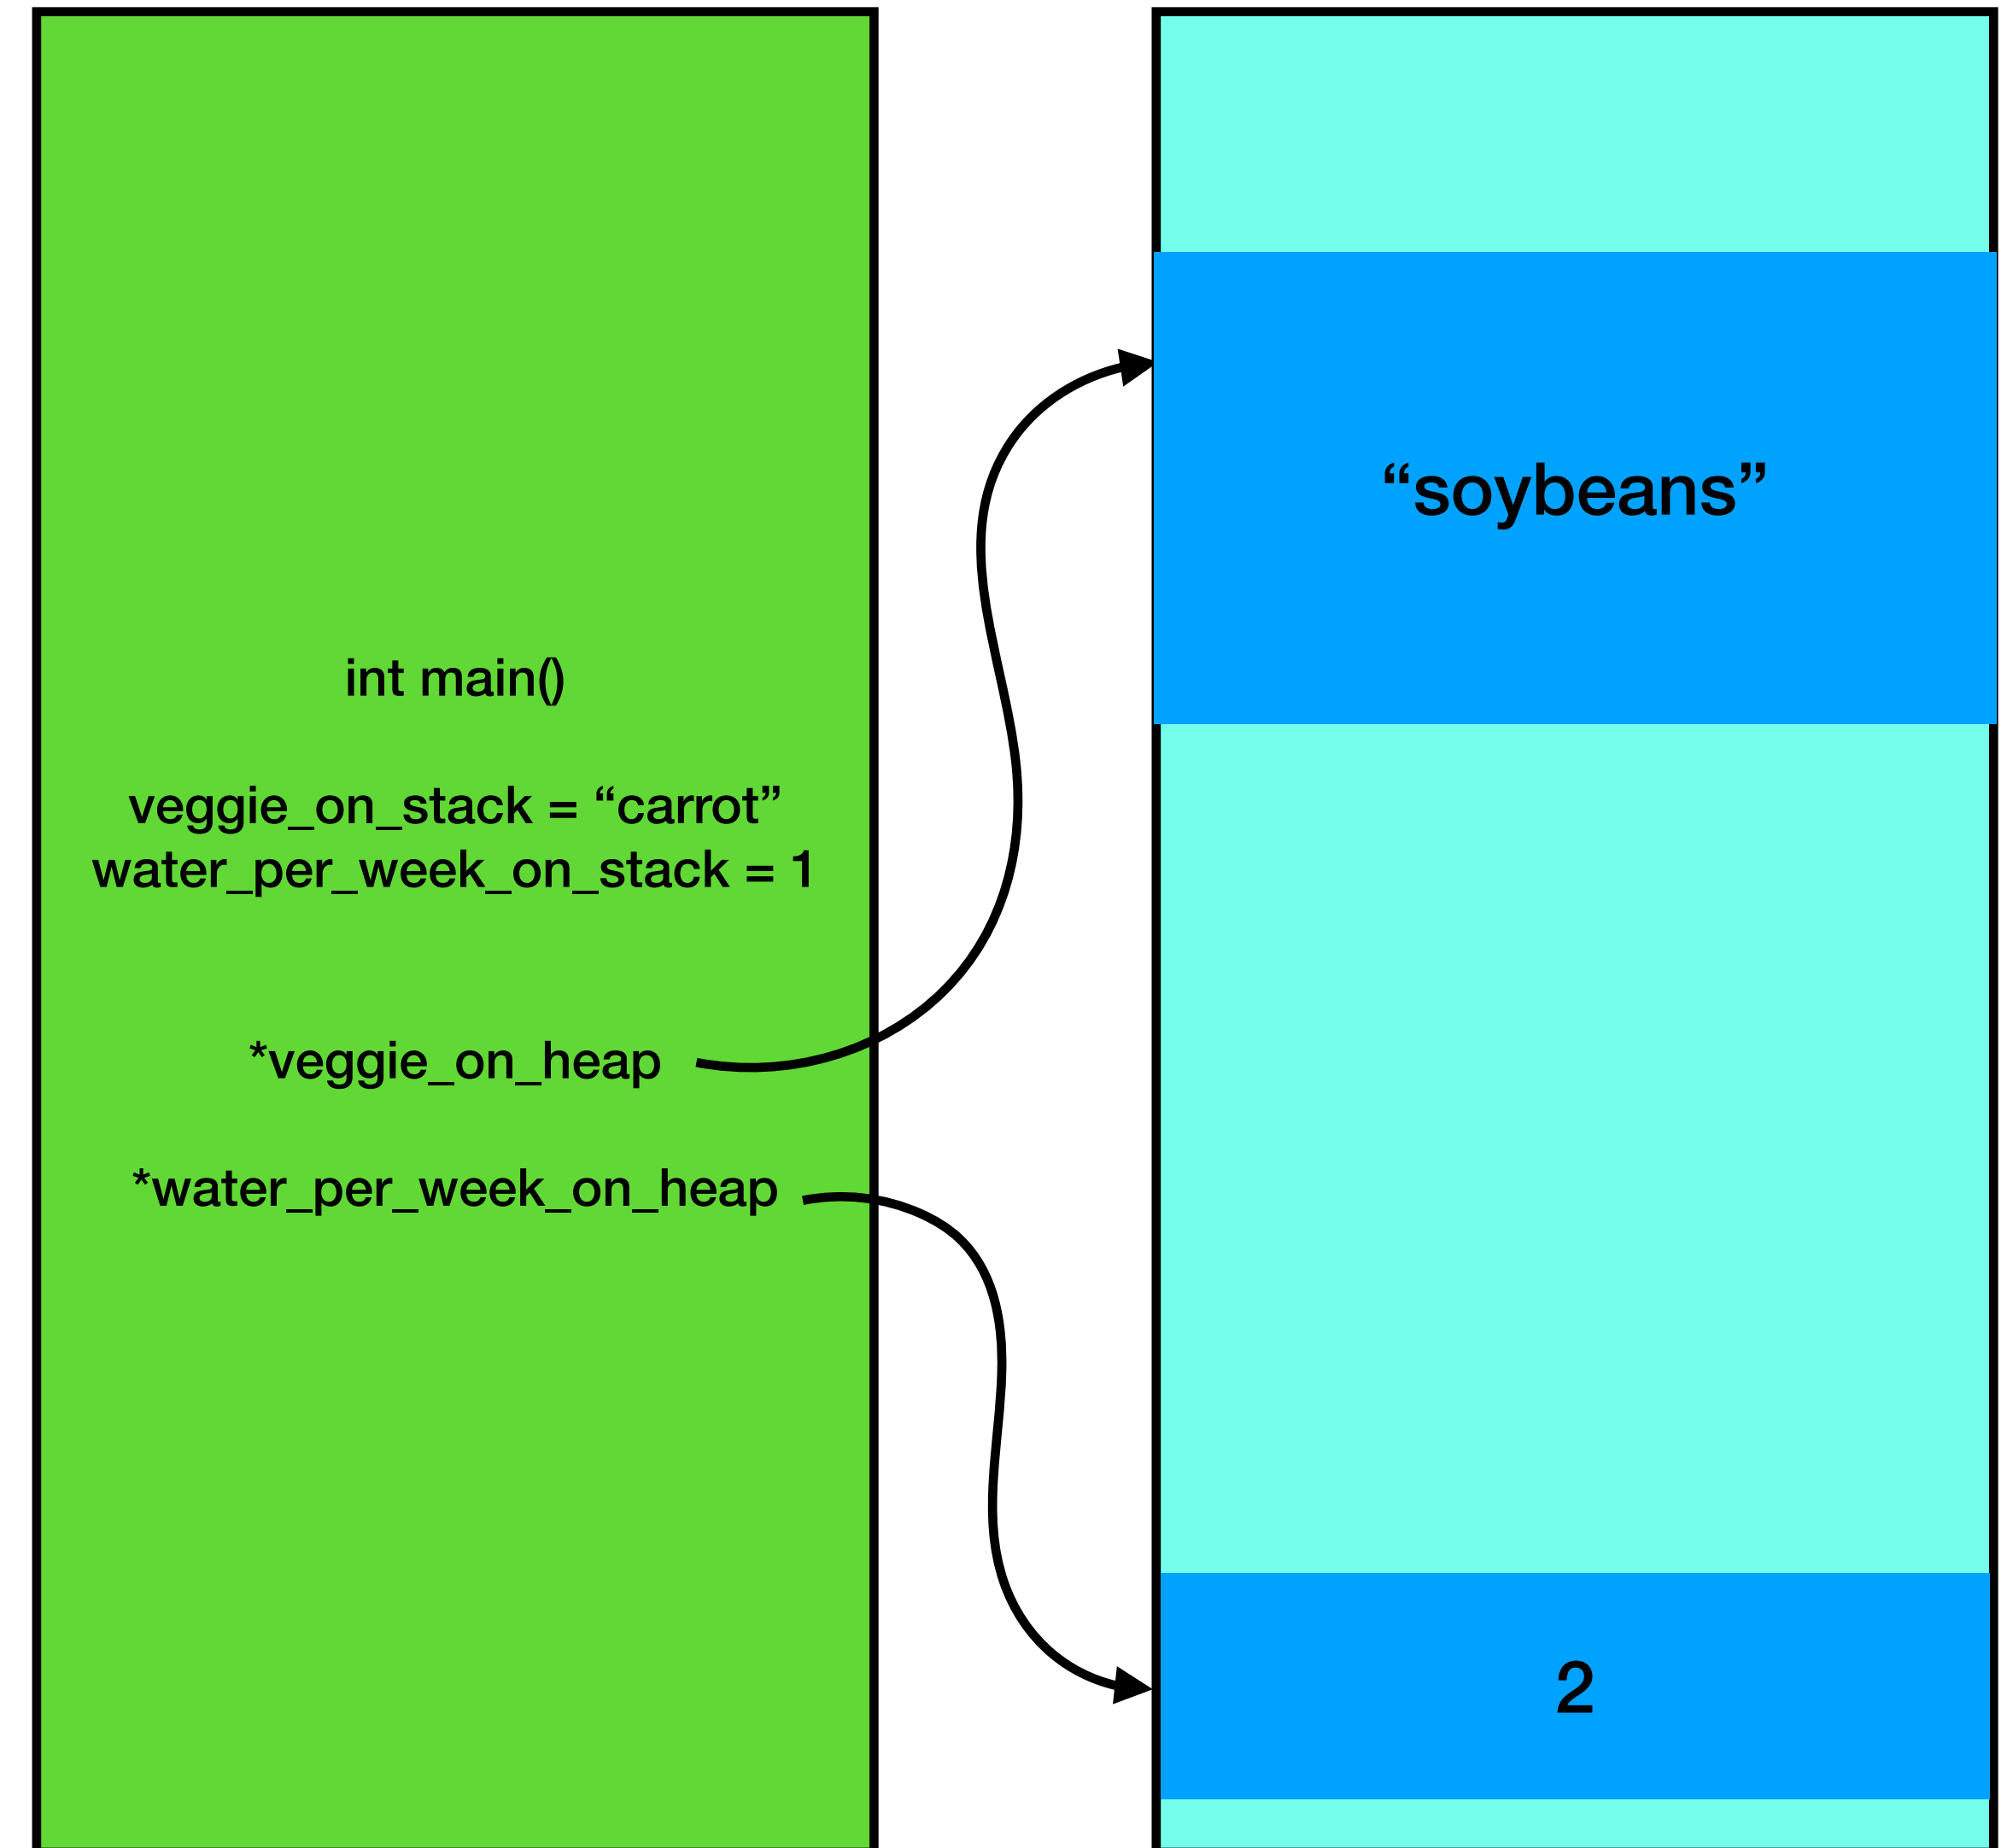 int main()
veggie_on_stack = “carrot”
water_per_week_on_stack = 1
*veggie_on_heap
*water_per_week_on_heap
“soybeans”
2